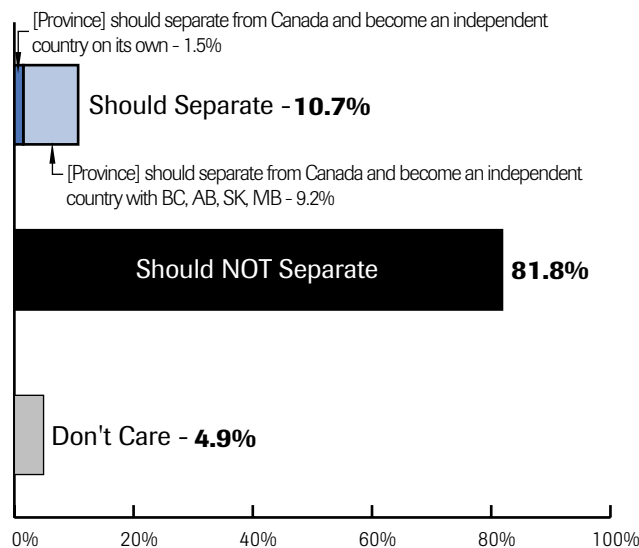 [Province] should separate from Canada and become an independent
country on its own - 1.5%
Should Separate - 10.7%
[Province] should separate from Canada and become an independent
country with BC, AB, SK, MB - 9.2%
Should NOT Separate 81.8%
Don't Care - 4.9%
0% 20% 40% 60% 80% 100%